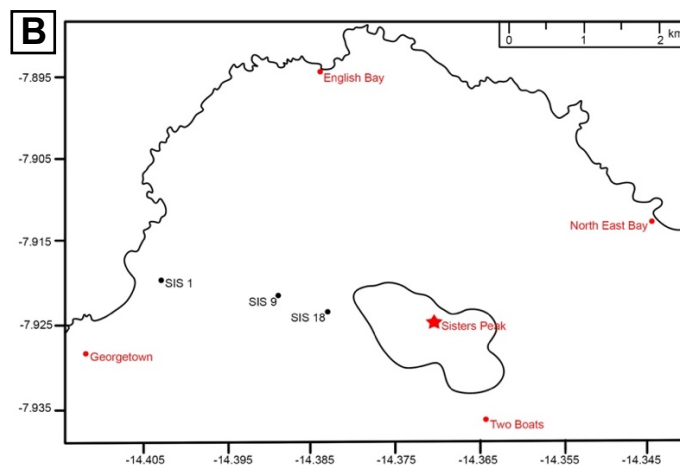 B
0 1 2
km
-7.895
English Bay
-7.905
-7.915
North East Bay
SIS 1
SIS 9
SIS 18
-7.925
Sisters Peak
Georgetown
-7.935
Two Boats
-14.405 -14.395 -14.385 -14.375 -14.365 -14.355 -14.345